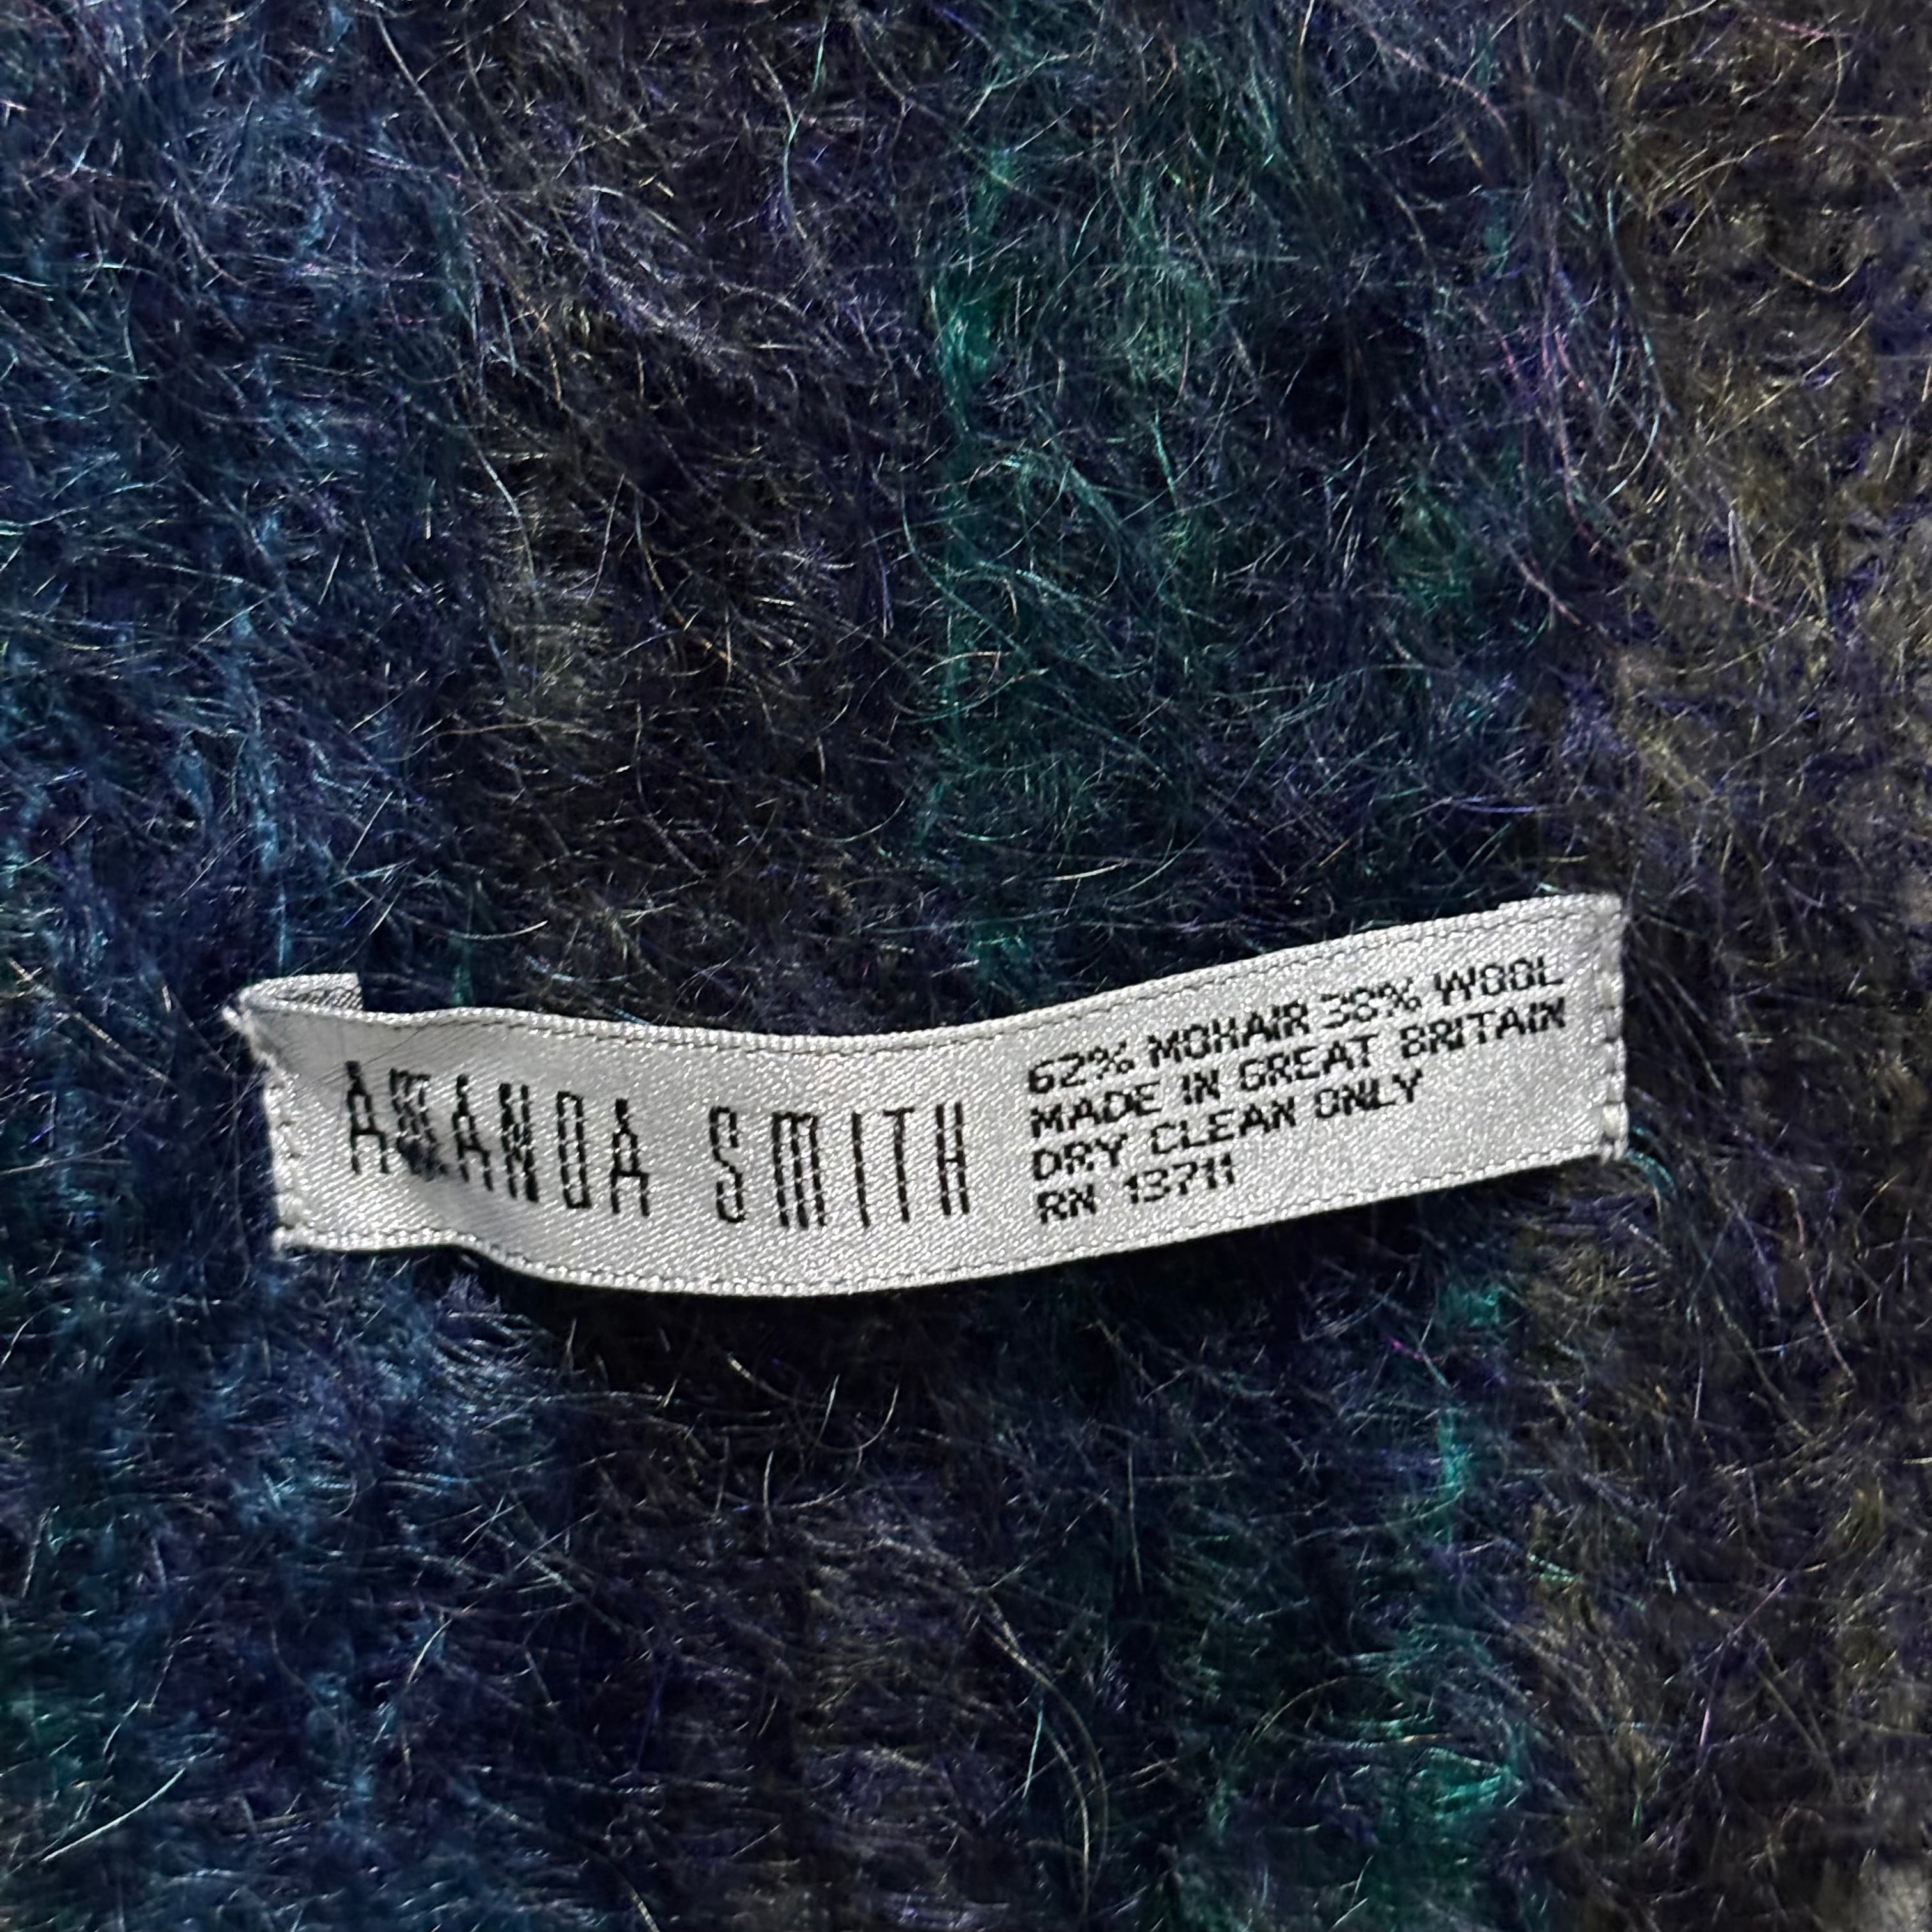 AMANDA SMITH
62% MOHAIR 38% WOOL
MADE IN GREAT BRITAIN
DRY CLEAN ONLY
RN 13711